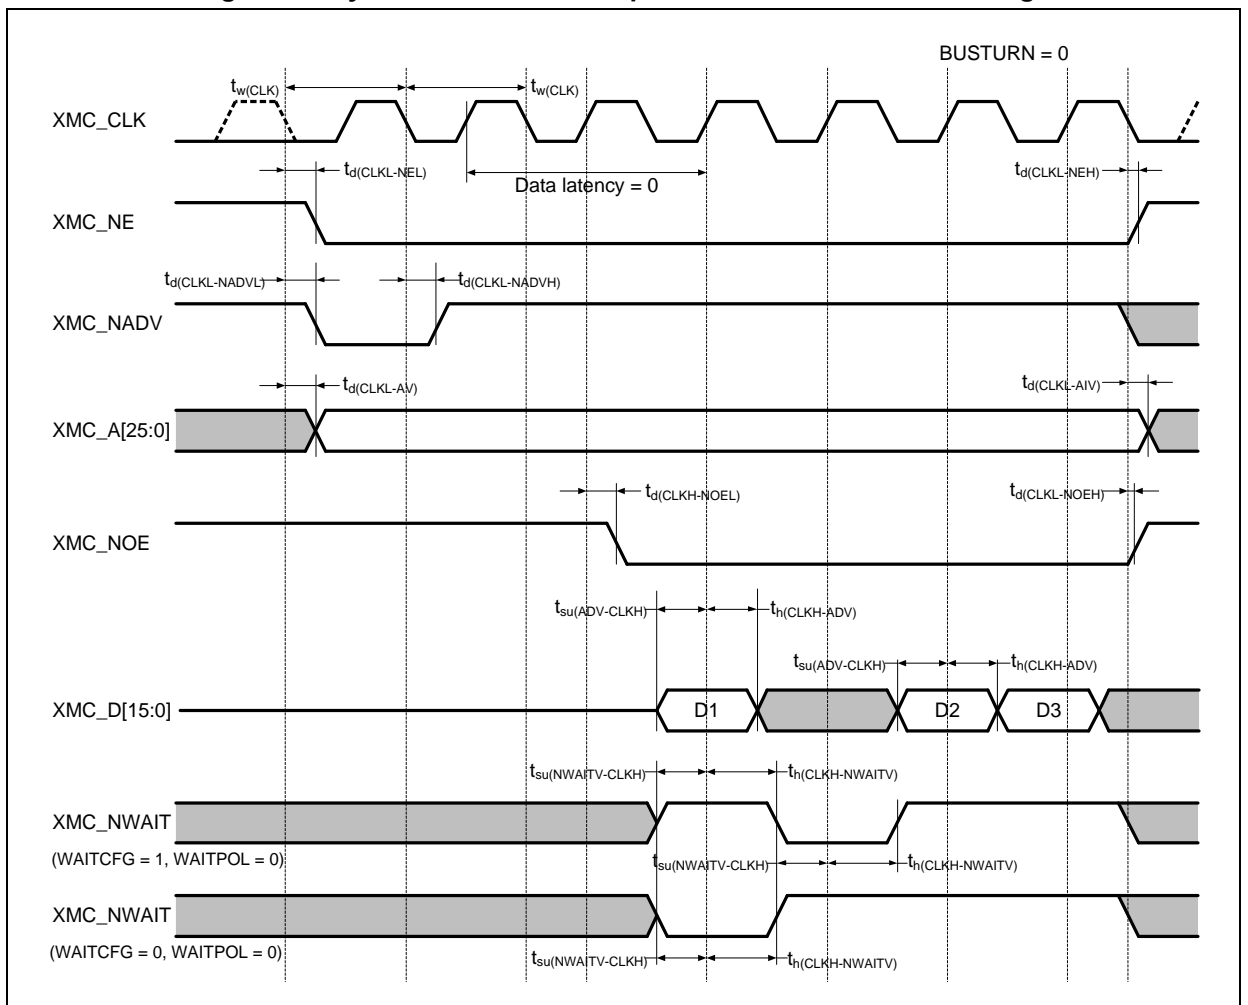 BUSTURN = 0
tw(CLK) tw(CLK)
XMC_CLK
td(CLKL-NEL) td(CLKL-NEH)
Data latency = 0
XMC_NE
td(CLKL-NADVL) td(CLKL-NADVH)
XMC_NADV
td(CLKL-AV) td(CLKL-AIV)
XMC_A[25:0]
td(CLKH-NOEL) td(CLKL-NOEH)
XMC_NOE
tsu(ADV-CLKH) th(CLKH-ADV)
tsu(ADV-CLKH) th(CLKH-ADV)
XMC_D[15:0] D1 D2 D3
tsu(NWAITV-CLKH) th(CLKH-NWAITV)
XMC_NWAIT
(WAITCFG = 1, WAITPOL = 0)
tsu(NWAITV-CLKH) th(CLKH-NWAITV)
XMC_NWAIT
(WAITCFG = 0, WAITPOL = 0)
tsu(NWAITV-CLKH) th(CLKH-NWAITV)